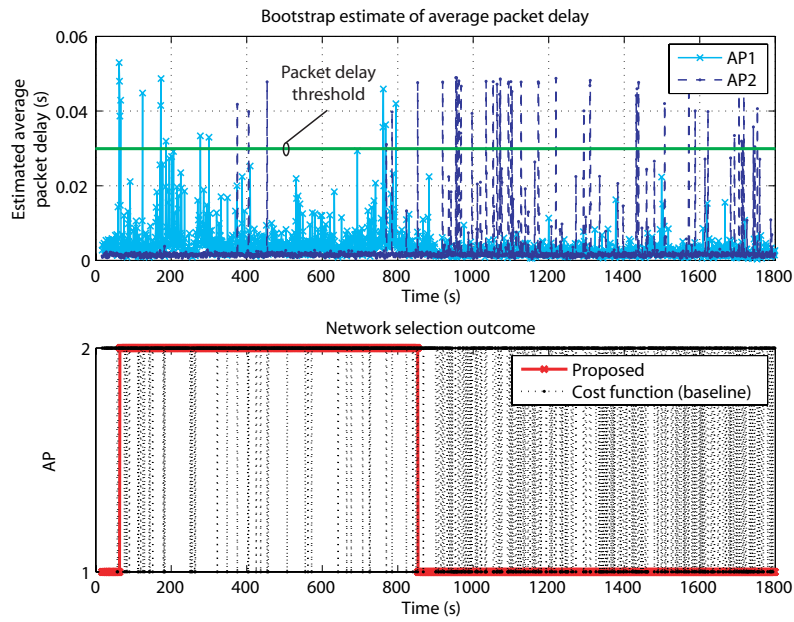 Bootstrap estimate of average packet delay
Estimated average
packet delay (s)
0.06
0.04
0.02
0
AP1
AP2
Packet delay
threshold
0 200 400 600 800 1000 1200 1400 1600 1800
Time (s)
Network selection outcome
AP
2
1
Proposed
Cost function (baseline)
0 200 400 600 800 1000 1200 1400 1600 1800
Time (s)